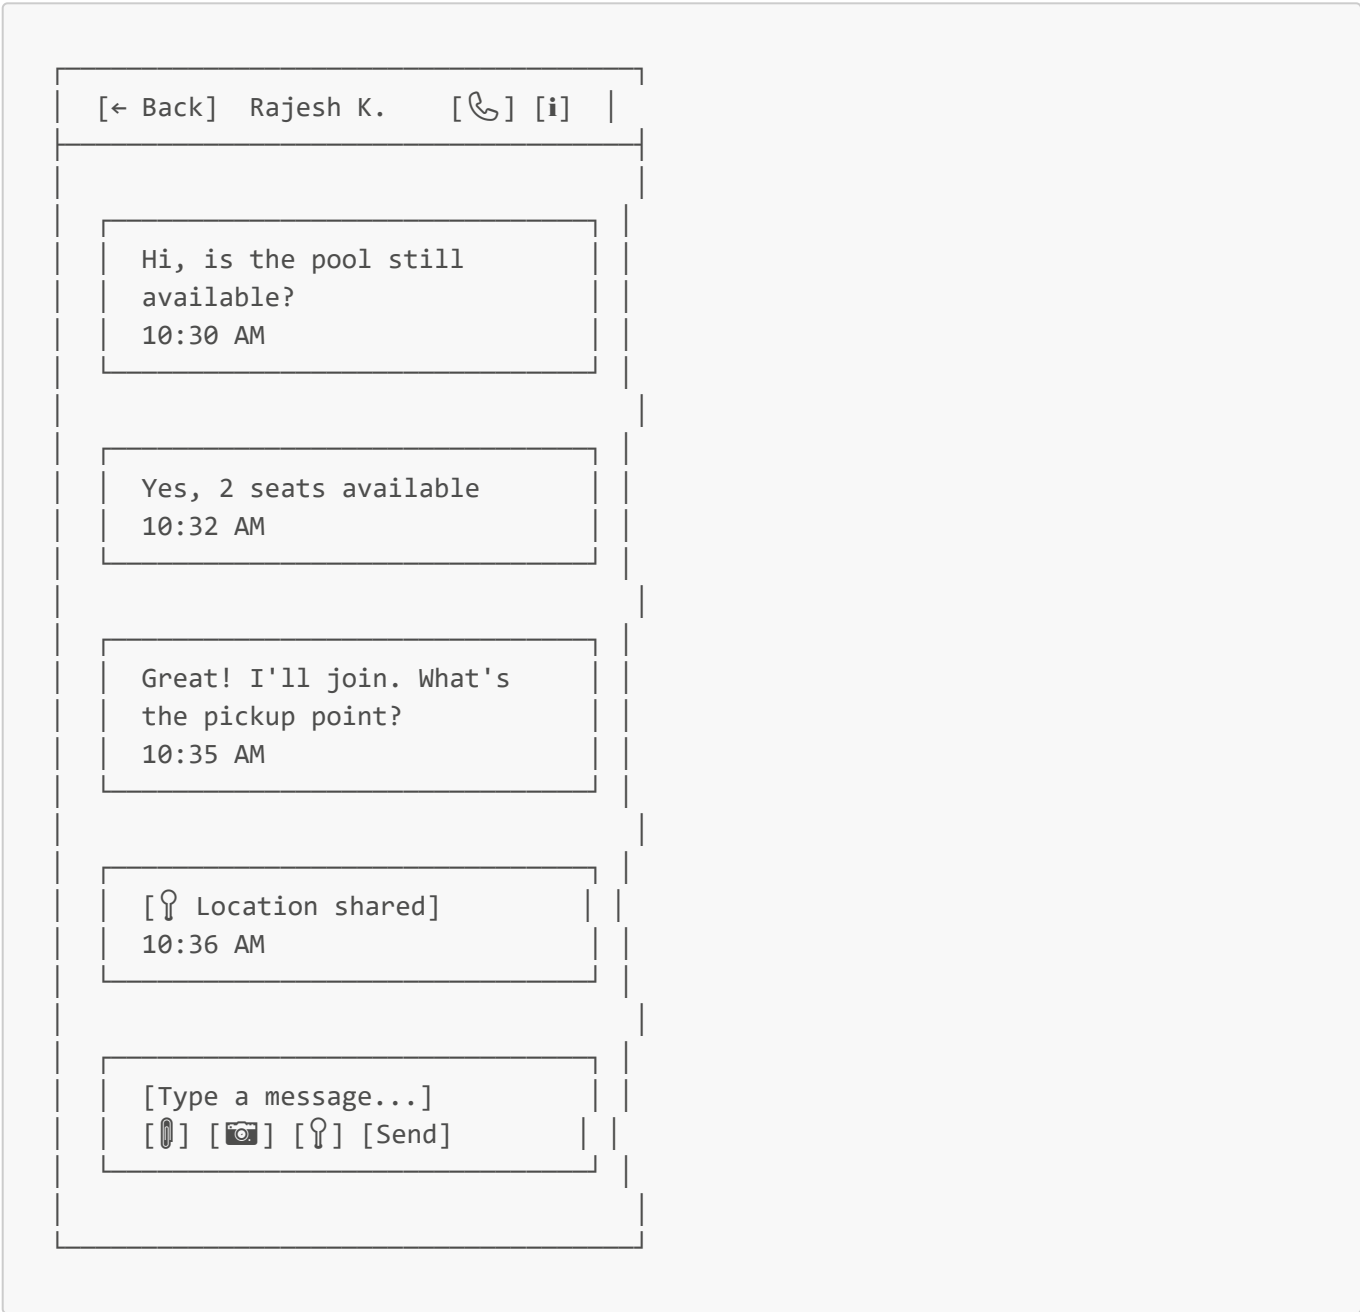 [← Back] Rajesh K. [📞] [ℹ]
Hi, is the pool still
available?
10:30 AM
Yes, 2 seats available
10:32 AM
Great! I'll join. What's
the pickup point?
10:35 AM
[📍 Location shared]
10:36 AM
[Type a message...]
[📎] [📷] [📍] [Send]